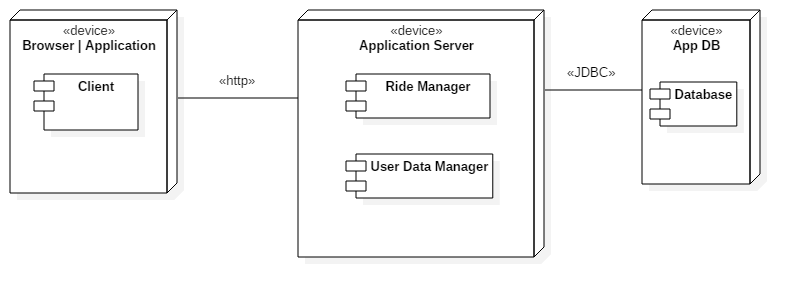 «device»
Browser | Application
Client
«http»
«device»
Application Server
Ride Manager
User Data Manager
«JDBC»
«device»
App DB
Database